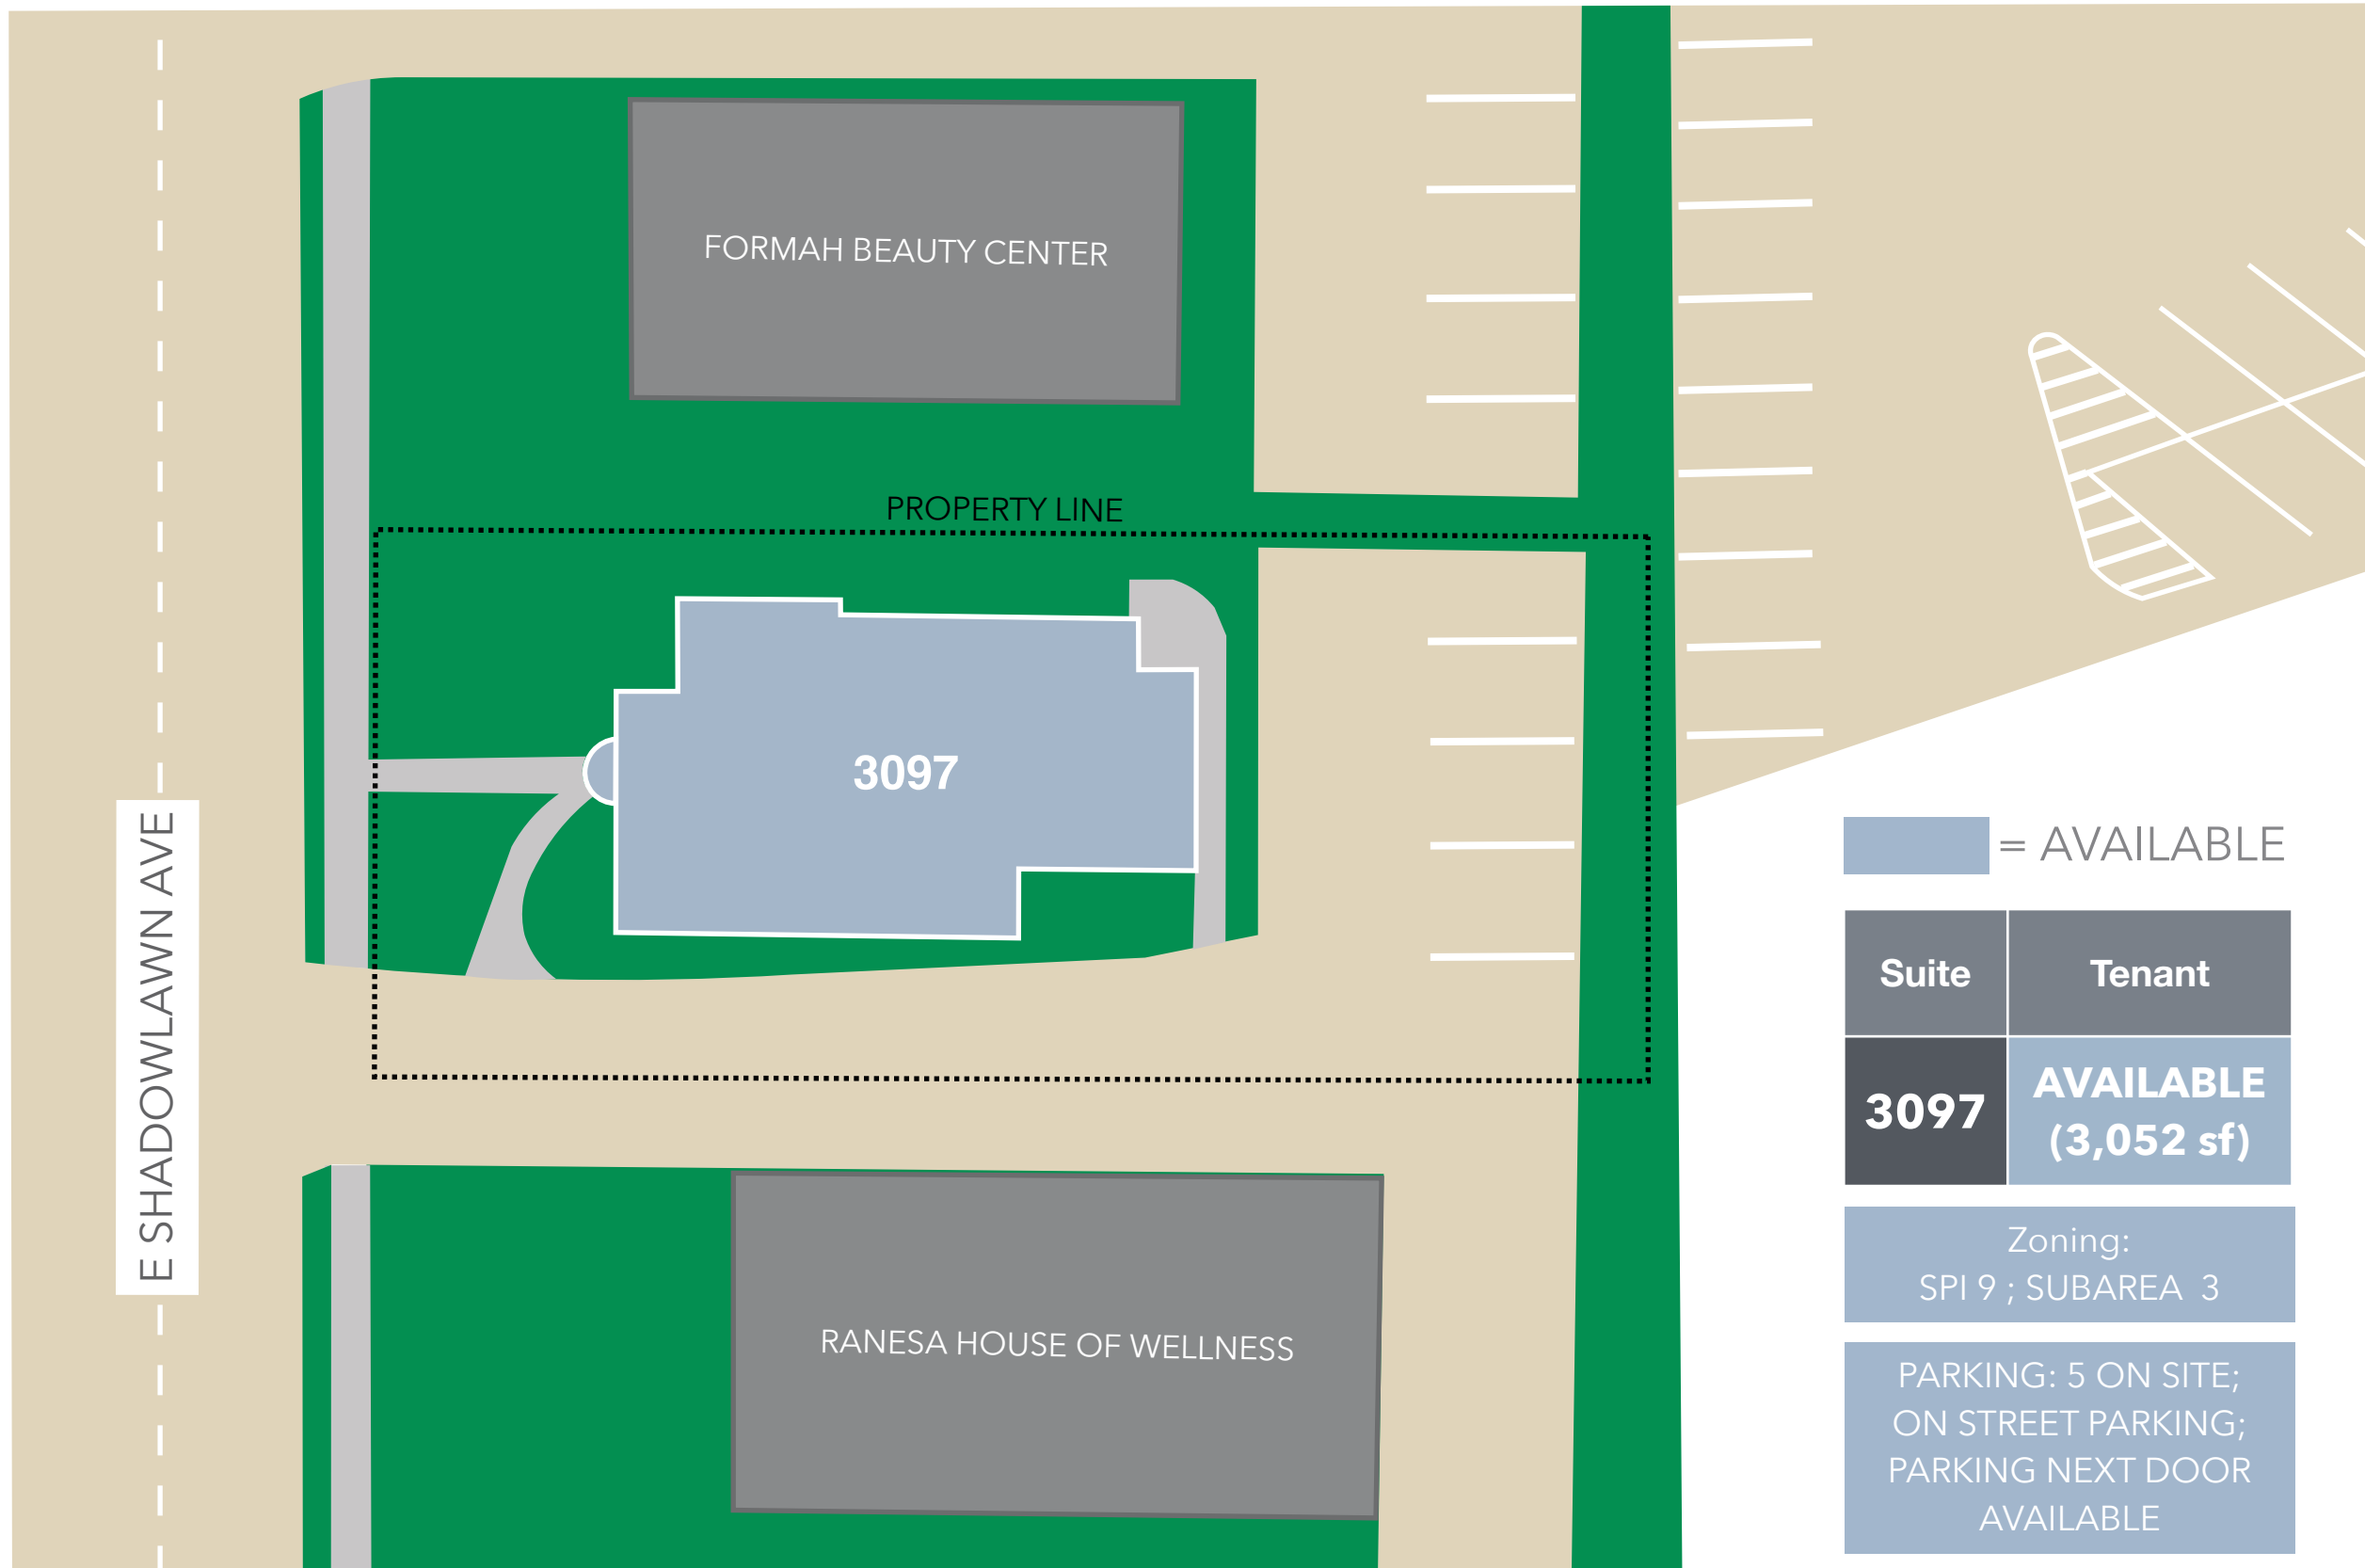 FORMAH BEAUTY CENTER
PROPERTY LINE
3097
E SHADOWLAWN AVE
RANIESA HOUSE OF WELLNESS
= AVAILABLE
Suite Tenant
3097 AVAILABLE
(3,052 sf)
Zoning:
SPI 9 ; SUBAREA 3
PARKING: 5 ON SITE;
ON STREET PARKING;
PARKING NEXT DOOR
AVAILABLE